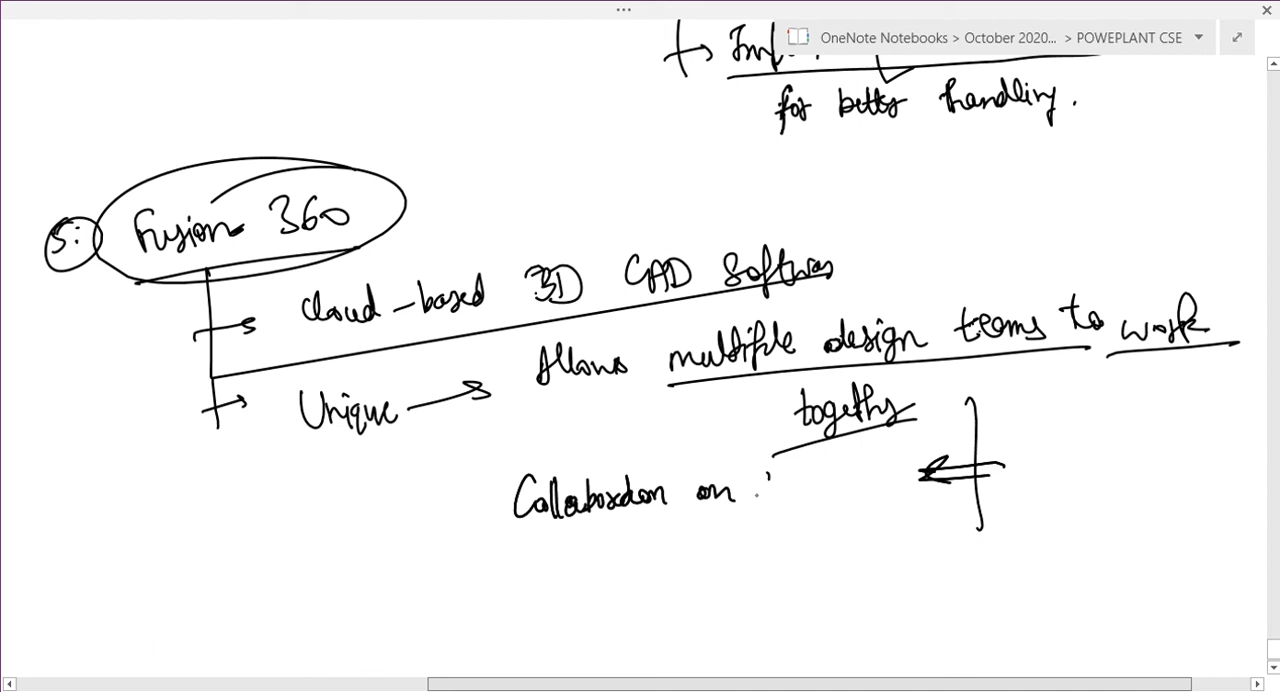 OneNote Notebooks > October 2020... > POWEPLANT CSE
for better handling.
5: Fusion 360
Cloud-based 3D CAD Software
Unique → Allows multiple design teams to work
together
Collaboration on